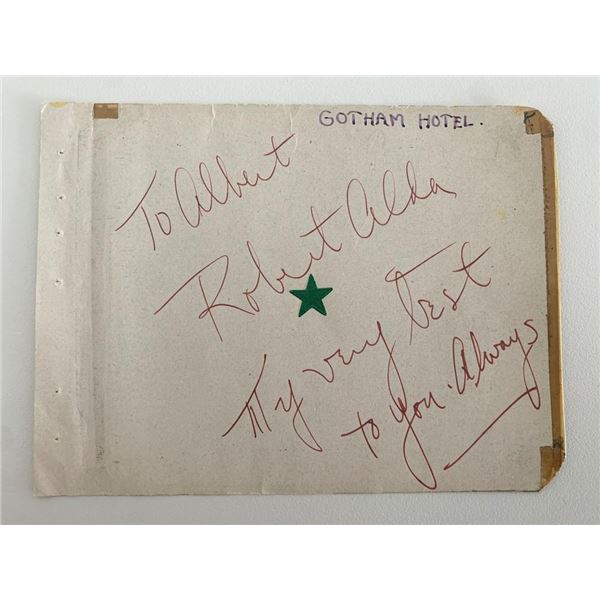 GOTHAM HOTEL.
To Albert
Robert Alda
My very best
to you. Always